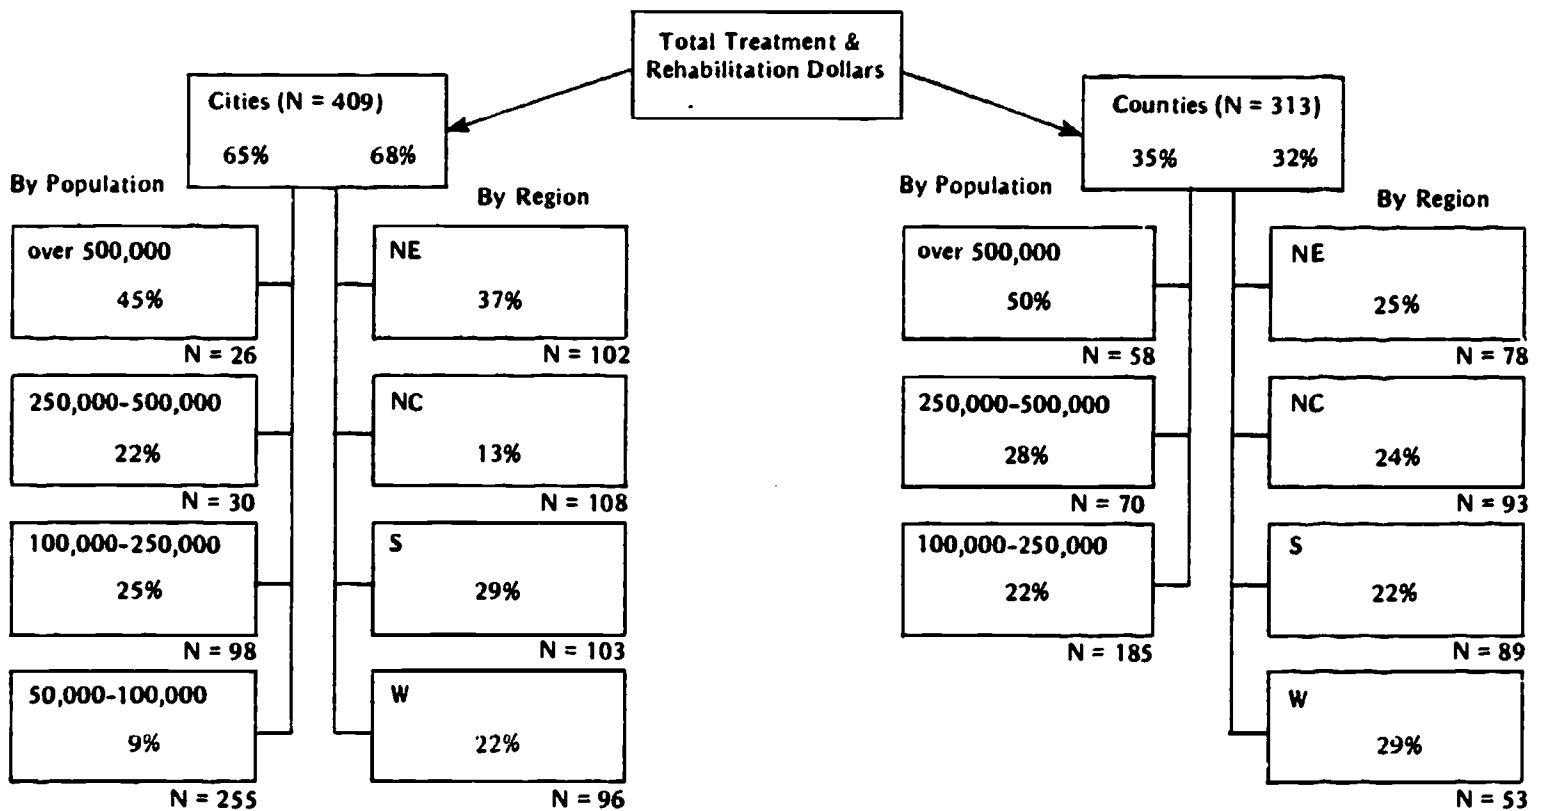 Total Treatment &
Rehabilitation Dollars
Cities (N = 409)
65% 68%
By Population
By Region
over 500,000
45%
N = 26
250,000-500,000
22%
N = 30
100,000-250,000
25%
N = 98
50,000-100,000
9%
N = 255
NE
37%
N = 102
NC
13%
N = 108
S
29%
N = 103
W
22%
N = 96
Counties (N = 313)
35% 32%
By Population
By Region
over 500,000
50%
N = 58
250,000-500,000
28%
N = 70
100,000-250,000
22%
N = 185
NE
25%
N = 78
NC
24%
N = 93
S
22%
N = 89
W
29%
N = 53